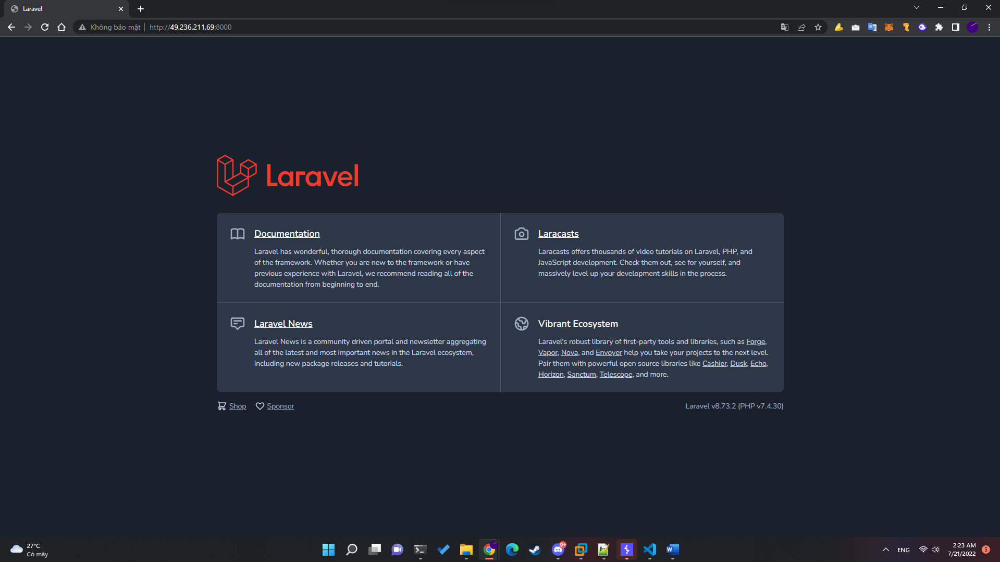 Laravel
Không bảo mật
http://49.236.211.69:8000
Laravel
Documentation
Laravel has wonderful, thorough documentation covering every aspect
of the framework. Whether you are new to the framework or have
previous experience with Laravel, we recommend reading all of the
documentation from beginning to end.
Laracasts
Laracasts offers thousands of video tutorials on Laravel, PHP, and
JavaScript development. Check them out, see for yourself, and
massively level up your development skills in the process.
Laravel News
Laravel News is a community driven portal and newsletter aggregating
all of the latest and most important news in the Laravel ecosystem,
including new package releases and tutorials.
Vibrant Ecosystem
Laravel's robust library of first-party tools and libraries, such as Forge,
Vapor, Nova, and Envoyer help you take your projects to the next level.
Pair them with powerful open source libraries like Cashier, Dusk, Echo,
Horizon, Sanctum, Telescope, and more.
Shop
Sponsor
Laravel v8.73.2 (PHP v7.4.30)
27°C
Có mây
9+
W
ENG
2:23 AM
7/21/2022
5